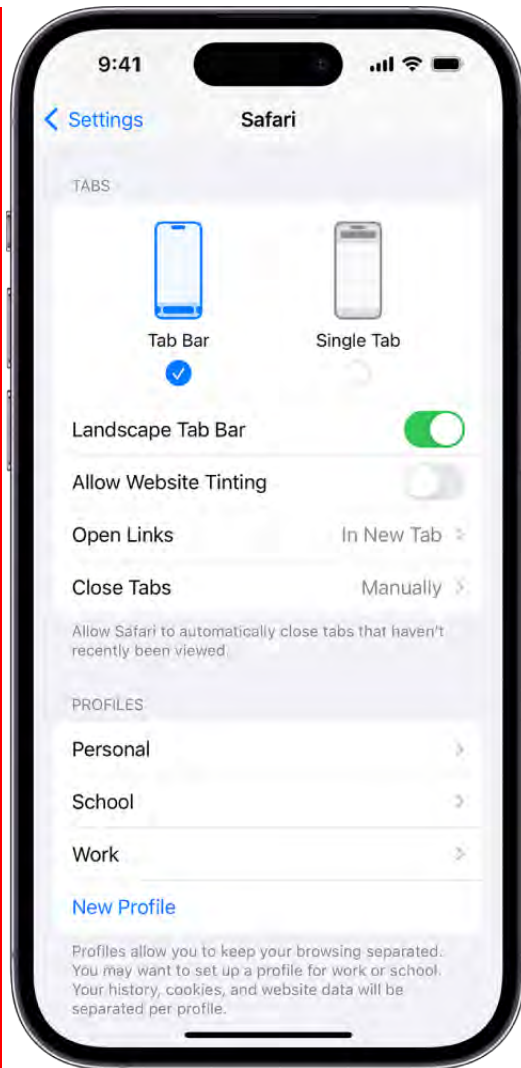 9:41
Settings
Safari
TABS
Tab Bar
Single Tab
Landscape Tab Bar
Allow Website Tinting
Open Links
In New Tab
Close Tabs
Manually
Allow Safari to automatically close tabs that haven't
recently been viewed.
PROFILES
Personal
School
Work
New Profile
Profiles allow you to keep your browsing separated.
You may want to set up a profile for work or school.
Your history, cookies, and website data will be
separated per profile.